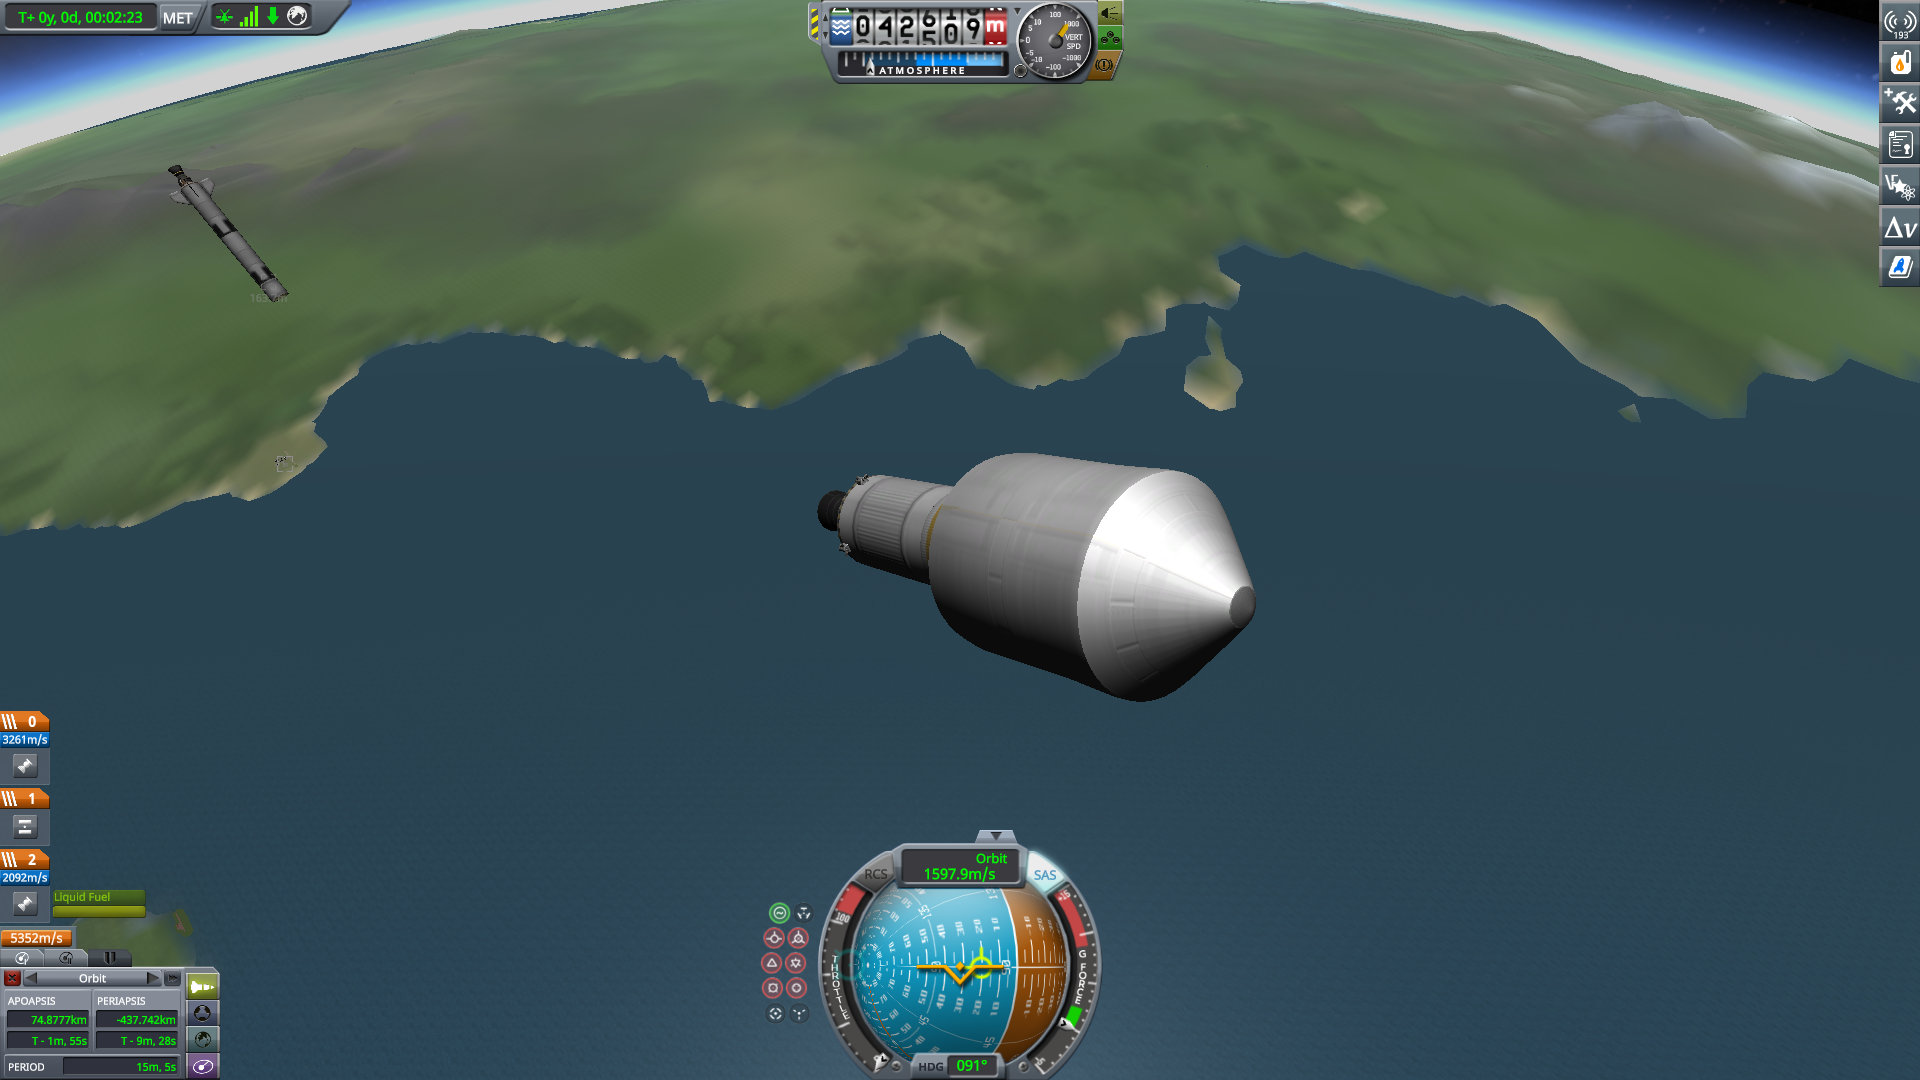 T+ 0y, 0d, 00:02:23 MET
042609 m
ATMOSPHERE
VERT
SPD
193
Δv
0
3261m/s
1
2
2092m/s
Liquid Fuel
5352m/s
Orbit
APOAPSIS PERIAPSIS
74.8777km -437.742km
T - 1m, 55s T - 9m, 28s
PERIOD 15m, 5s
Orbit
1597.9m/s
RCS
SAS
THROTTLE
G FORCE
HDG 091°